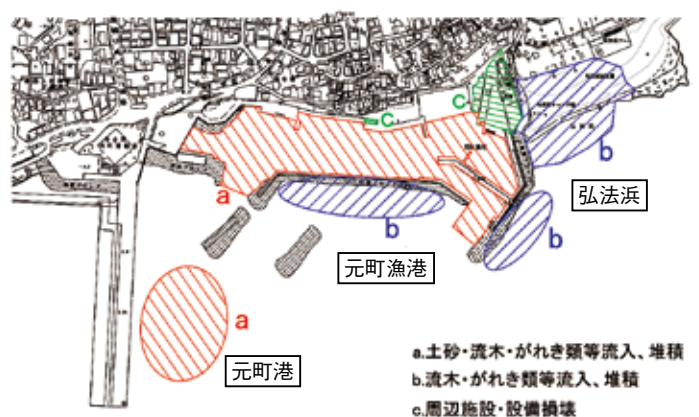 c
c
a
b
b
弘法浜
b
元町漁港
a
元町港
a.土砂・流木・がれき類等流入、堆積
b.流木・がれき類等流入、堆積
c.周辺施設・設備損壊